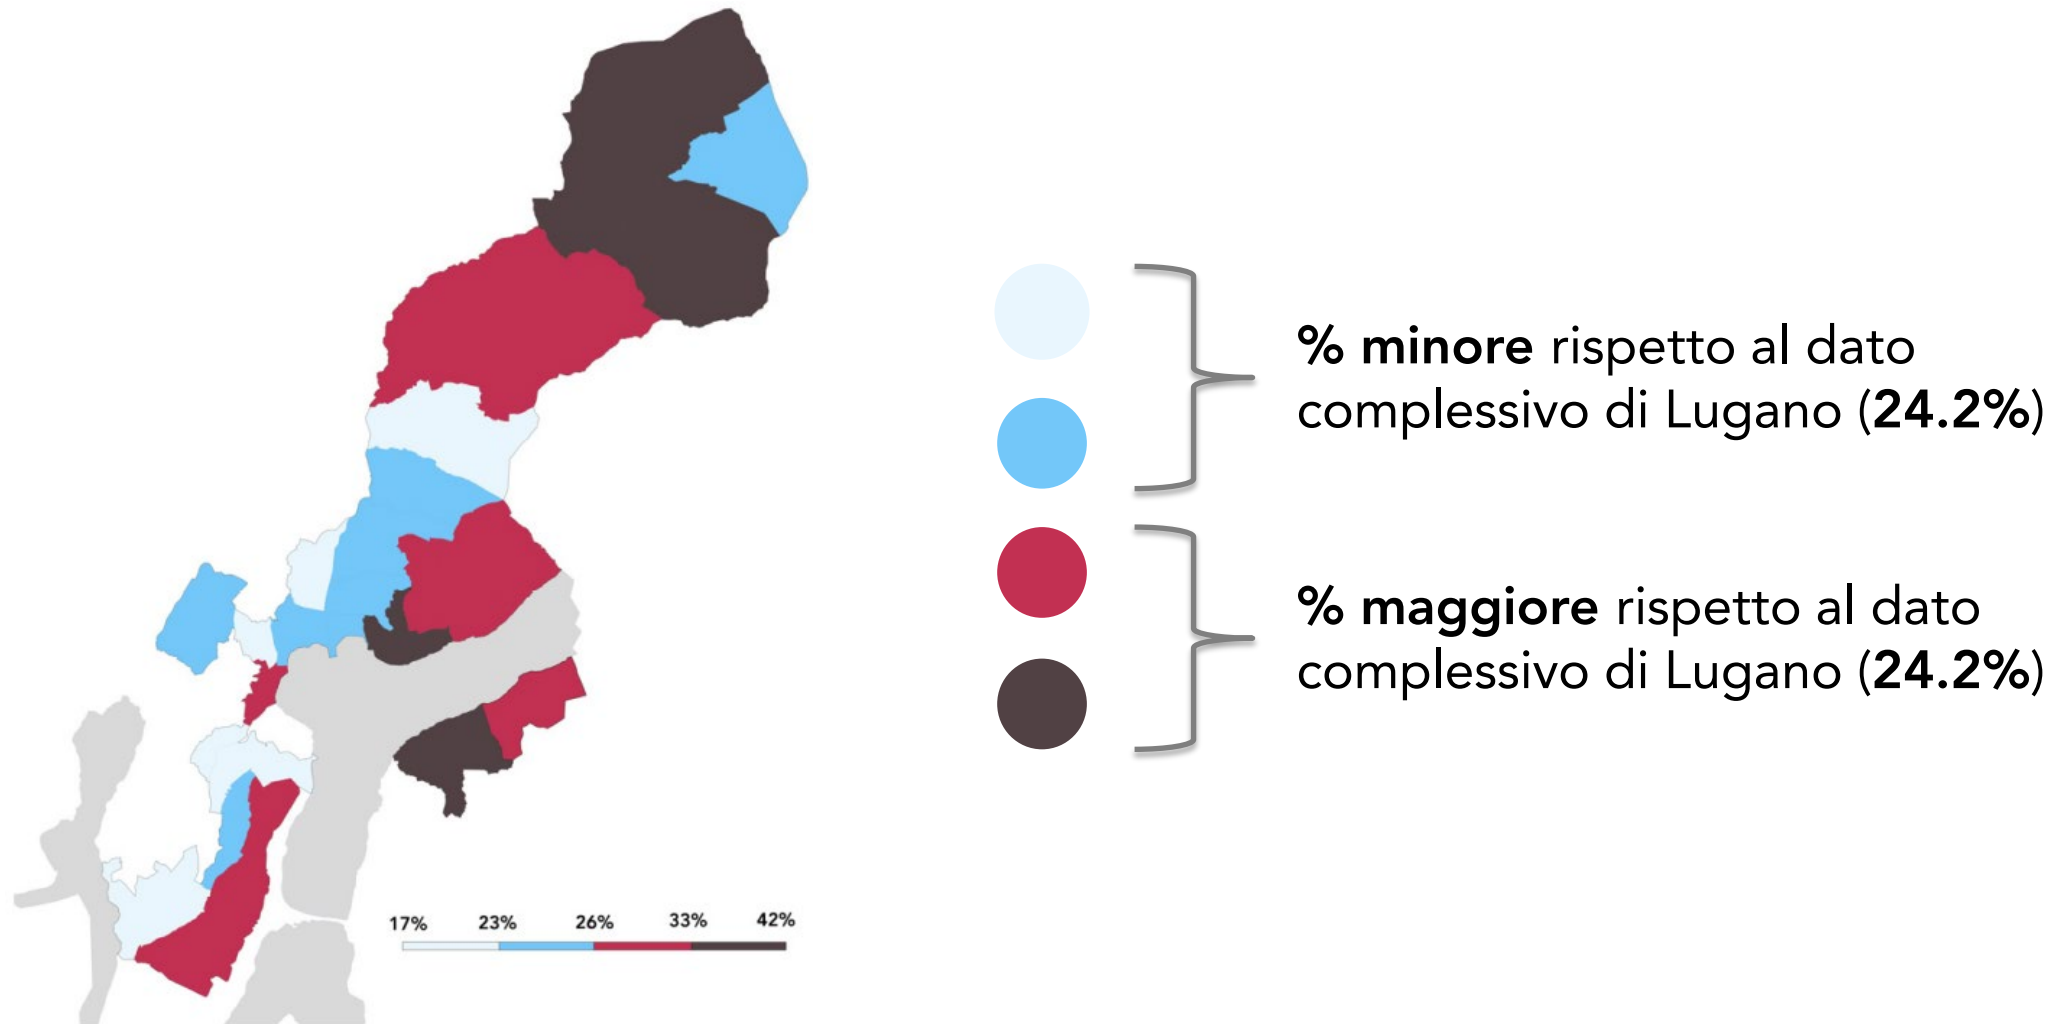 % minore rispetto al dato
complessivo di Lugano (24.2%)
% maggiore rispetto al dato
complessivo di Lugano (24.2%)
17% 23% 26% 33% 42%